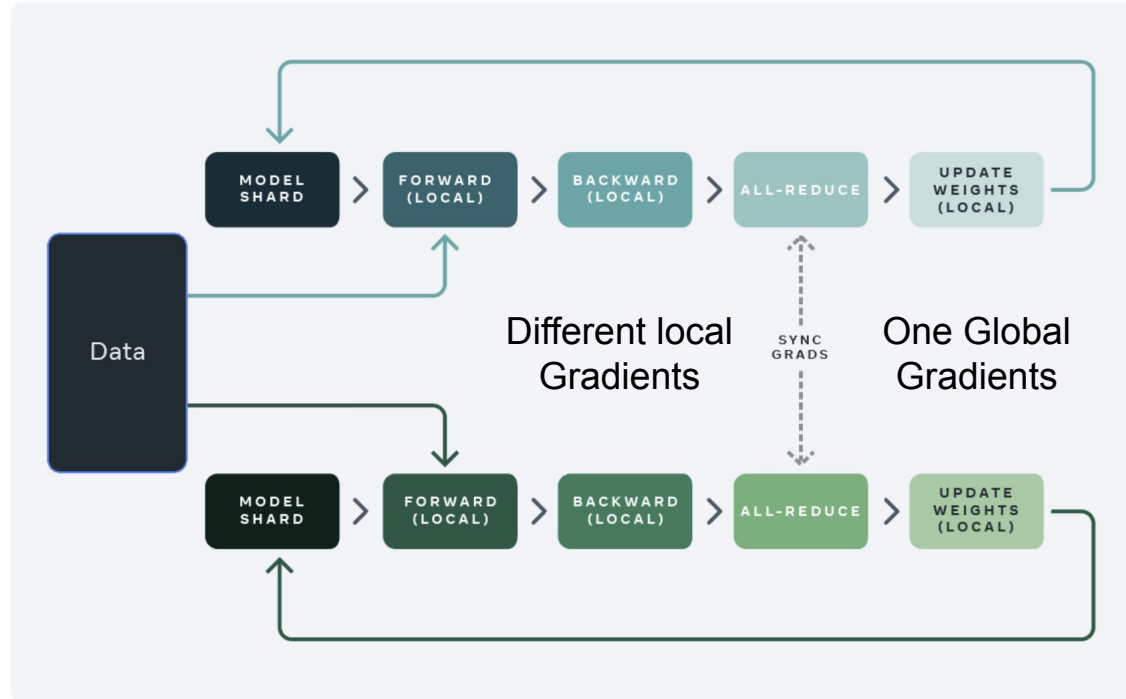 MODEL
SHARD
FORWARD
(LOCAL)
BACKWARD
(LOCAL)
ALL-REDUCE
UPDATE
WEIGHTS
(LOCAL)
Data
Different local
Gradients
SYNC
GRADS
One Global
Gradients
MODEL
SHARD
FORWARD
(LOCAL)
BACKWARD
(LOCAL)
ALL-REDUCE
UPDATE
WEIGHTS
(LOCAL)